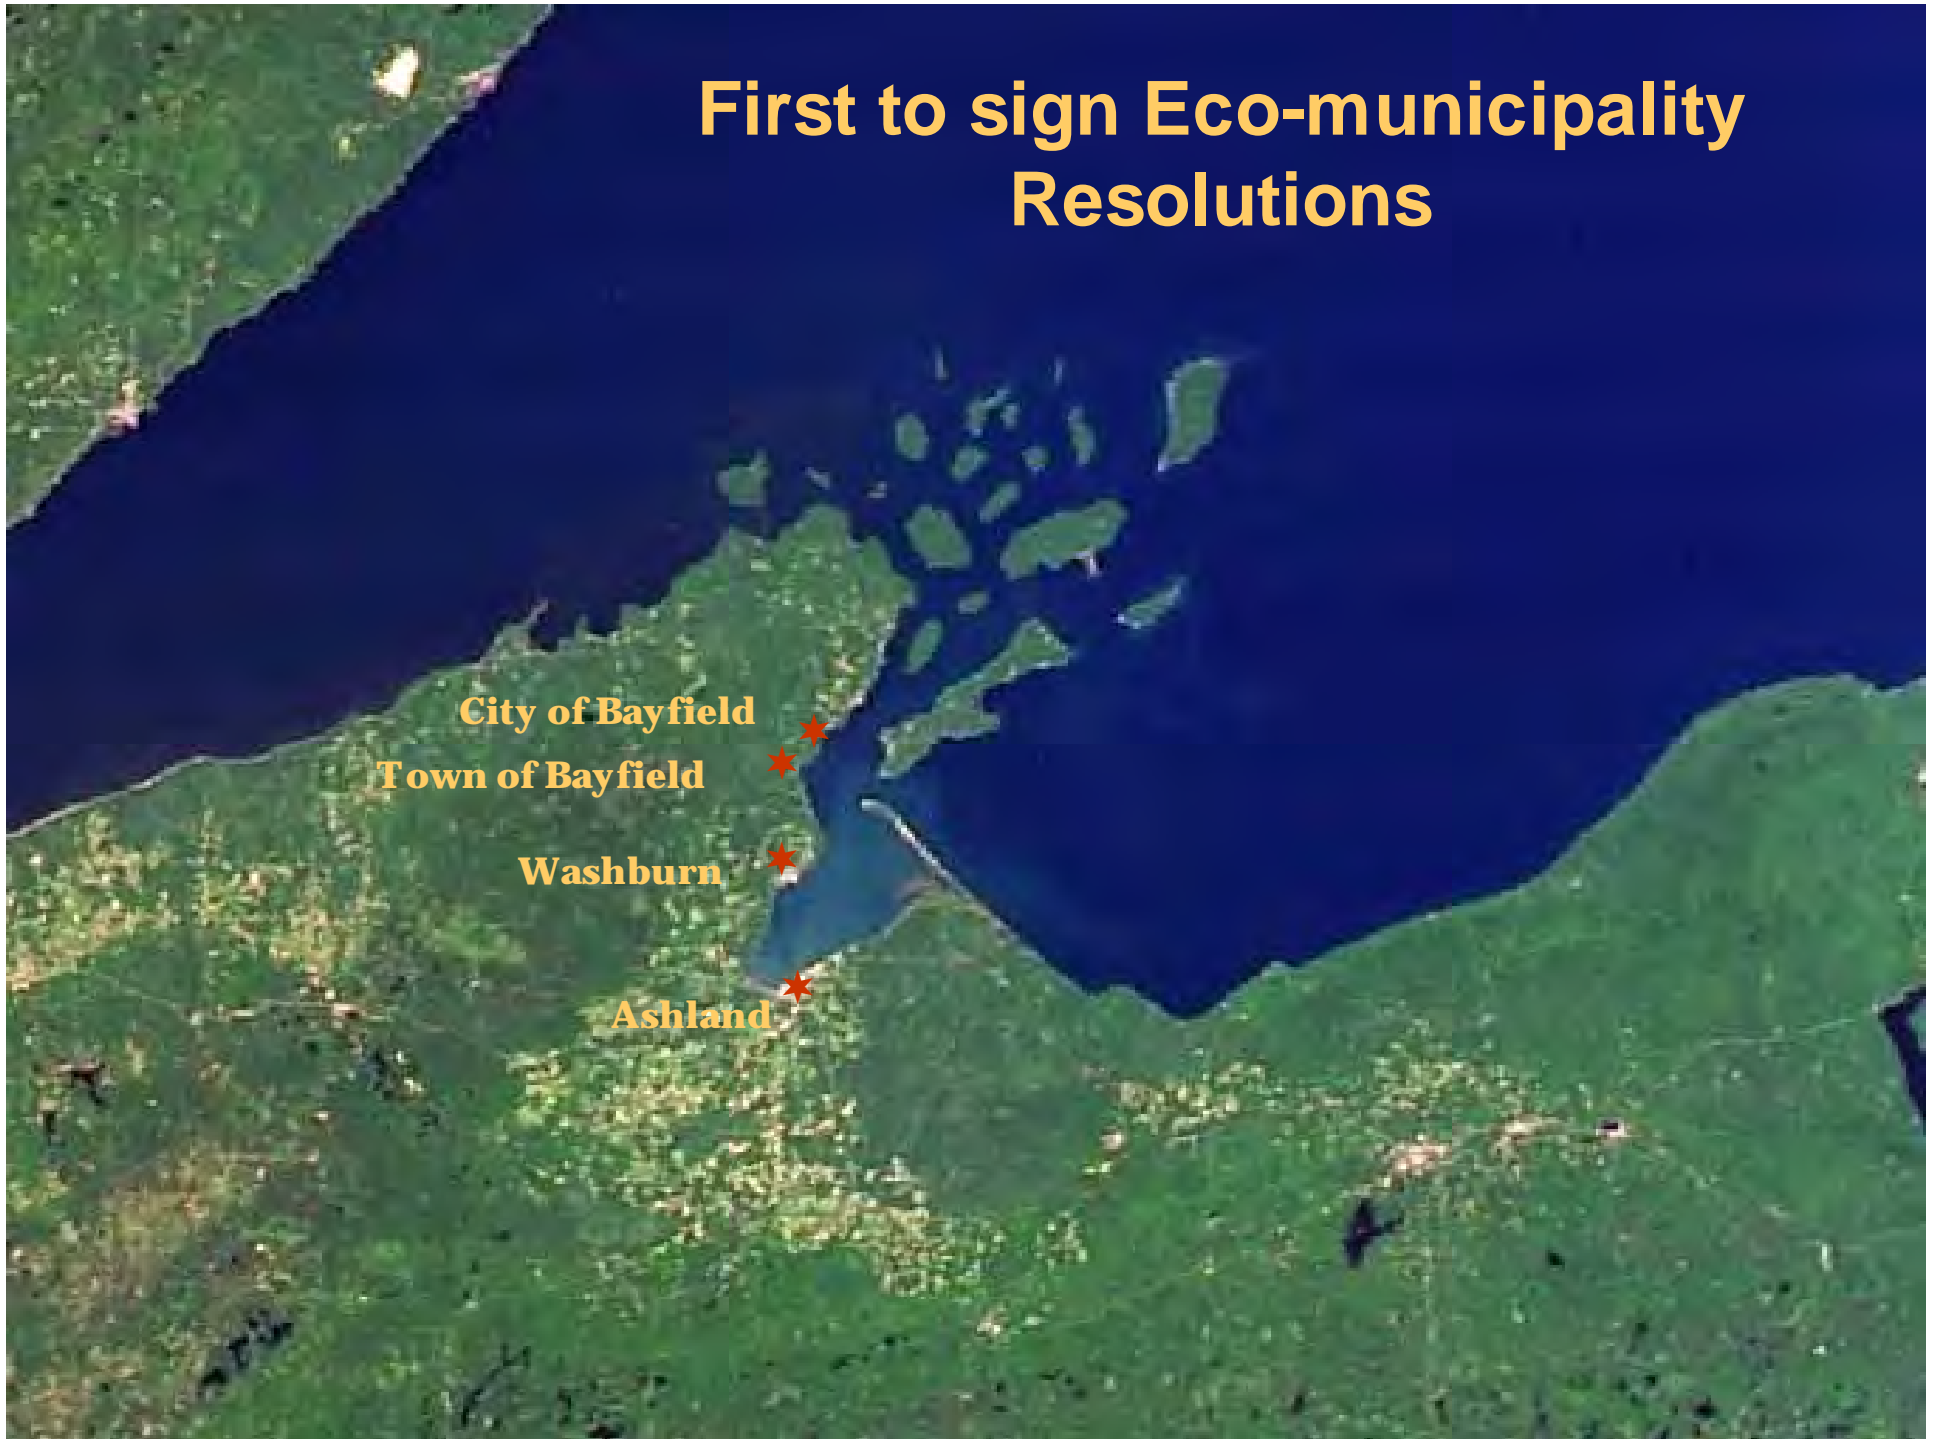 First to sign Eco-municipality
Resolutions
City of Bayfield
Town of Bayfield
Washburn
Ashland